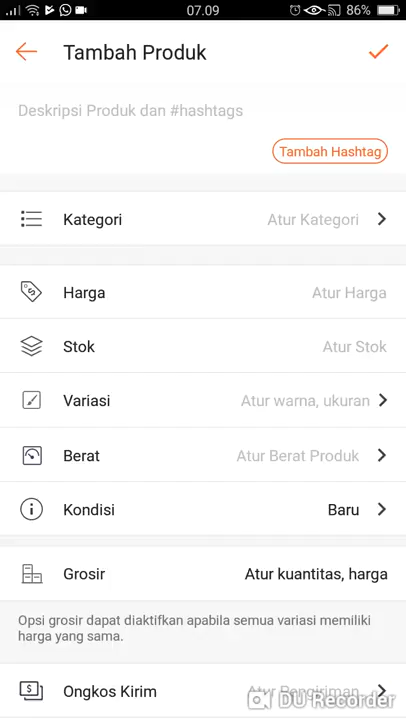 07.09 86%
Tambah Produk
Deskripsi Produk dan #hashtags
Tambah Hashtag
Kategori Atur Kategori
Harga Atur Harga
Stok Atur Stok
Variasi Atur warna, ukuran
Berat Atur Berat Produk
Kondisi Baru
Grosir Atur kuantitas, harga
Opsi grosir dapat diaktifkan apabila semua variasi memiliki
harga yang sama.
Ongkos Kirim Atur Pengiriman
DU Recorder